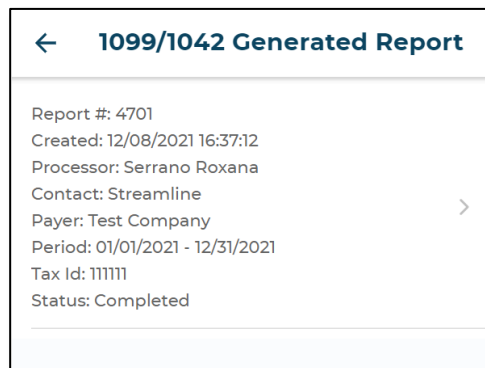 1099/1042 Generated Report
Report #: 4701
Created: 12/08/2021 16:37:12
Processor: Serrano Roxana
Contact: Streamline
Payer: Test Company
Period: 01/01/2021 - 12/31/2021
Tax Id: 111111
Status: Completed